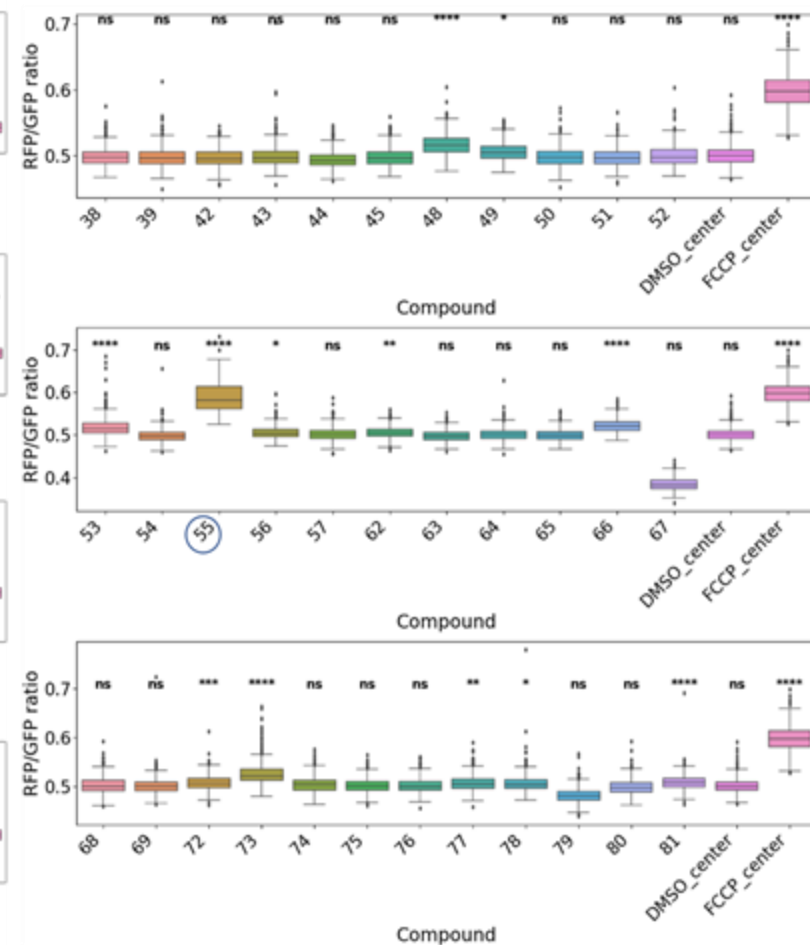 0.7
ns ns ns ns ns ns **** * ns ns ns ns ****
RFP/GFP ratio
0.6
0.5
38 39 42 43 44 45 48 49 50 51 52 DMSO_center FCCP_center
Compound
0.7
**** ns **** * ns ** ns ns ns **** ns ns ****
RFP/GFP ratio
0.6
0.5
0.4
53 54 55 56 57 62 63 64 65 66 67 DMSO_center FCCP_center
Compound
0.7
ns ns *** **** ns ns ns ** * ns ns **** ns ****
RFP/GFP ratio
0.6
0.5
68 69 72 73 74 75 76 77 78 79 80 81 DMSO_center FCCP_center
Compound